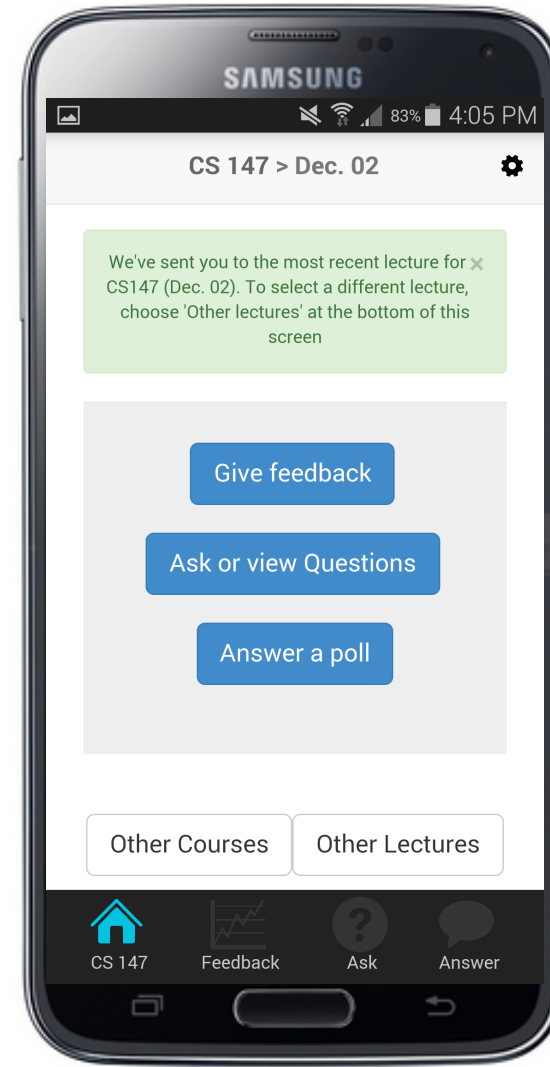 SAMSUNG
83% 4:05 PM
CS 147 > Dec. 02
We've sent you to the most recent lecture for ×
CS147 (Dec. 02). To select a different lecture,
choose 'Other lectures' at the bottom of this
screen
Give feedback
Ask or view Questions
Answer a poll
Other Courses Other Lectures
?
CS 147 Feedback Ask Answer